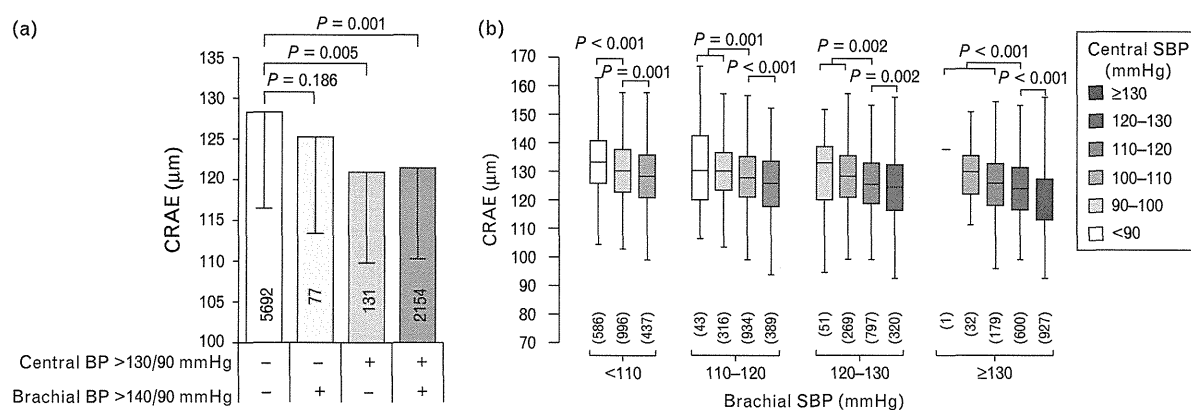 (a)
P = 0.001
P = 0.005
P = 0.186
135
130
125
120
115
110
105
100
CRAE (μm)
5692
77
131
2154
Central BP >130/90 mmHg − − + +
Brachial BP >140/90 mmHg − + − +
(b)
170
160
150
140
130
120
110
100
90
80
70
CRAE (μm)
P < 0.001
P = 0.001
P = 0.001
P < 0.001
P = 0.002
P = 0.002
P < 0.001
P < 0.001
(586) (996) (437) (43) (316) (934) (389) (51) (269) (797) (320) (1) (32) (179) (600) (927)
<110 110–120 120–130 ≥130
Brachial SBP (mmHg)
Central SBP
(mmHg)
≥130
120–130
110–120
100–110
90–100
<90